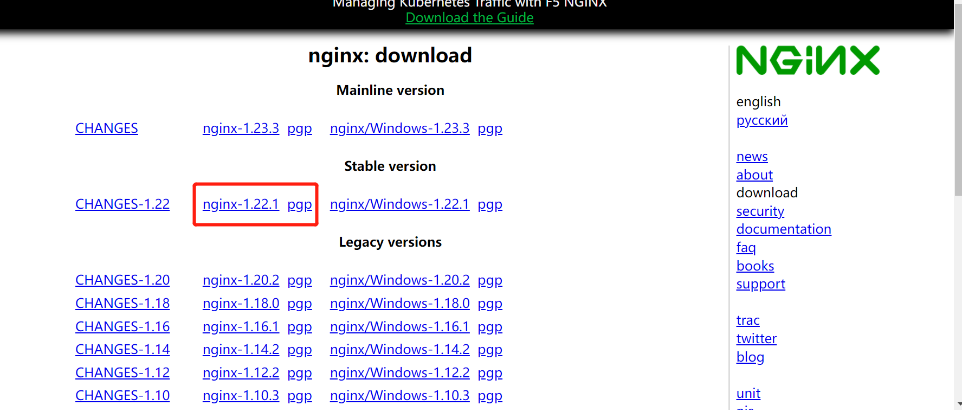 Managing Kubernetes Traffic with F5 NGINX
Download the Guide
nginx: download
Mainline version
CHANGES nginx-1.23.3 pgp nginx/Windows-1.23.3 pgp
Stable version
CHANGES-1.22 nginx-1.22.1 pgp nginx/Windows-1.22.1 pgp
Legacy versions
CHANGES-1.20 nginx-1.20.2 pgp nginx/Windows-1.20.2 pgp
CHANGES-1.18 nginx-1.18.0 pgp nginx/Windows-1.18.0 pgp
CHANGES-1.16 nginx-1.16.1 pgp nginx/Windows-1.16.1 pgp
CHANGES-1.14 nginx-1.14.2 pgp nginx/Windows-1.14.2 pgp
CHANGES-1.12 nginx-1.12.2 pgp nginx/Windows-1.12.2 pgp
CHANGES-1.10 nginx-1.10.3 pgp nginx/Windows-1.10.3 pgp
NGINX
english
русский
news
about
download
security
documentation
faq
books
support
trac
twitter
blog
unit